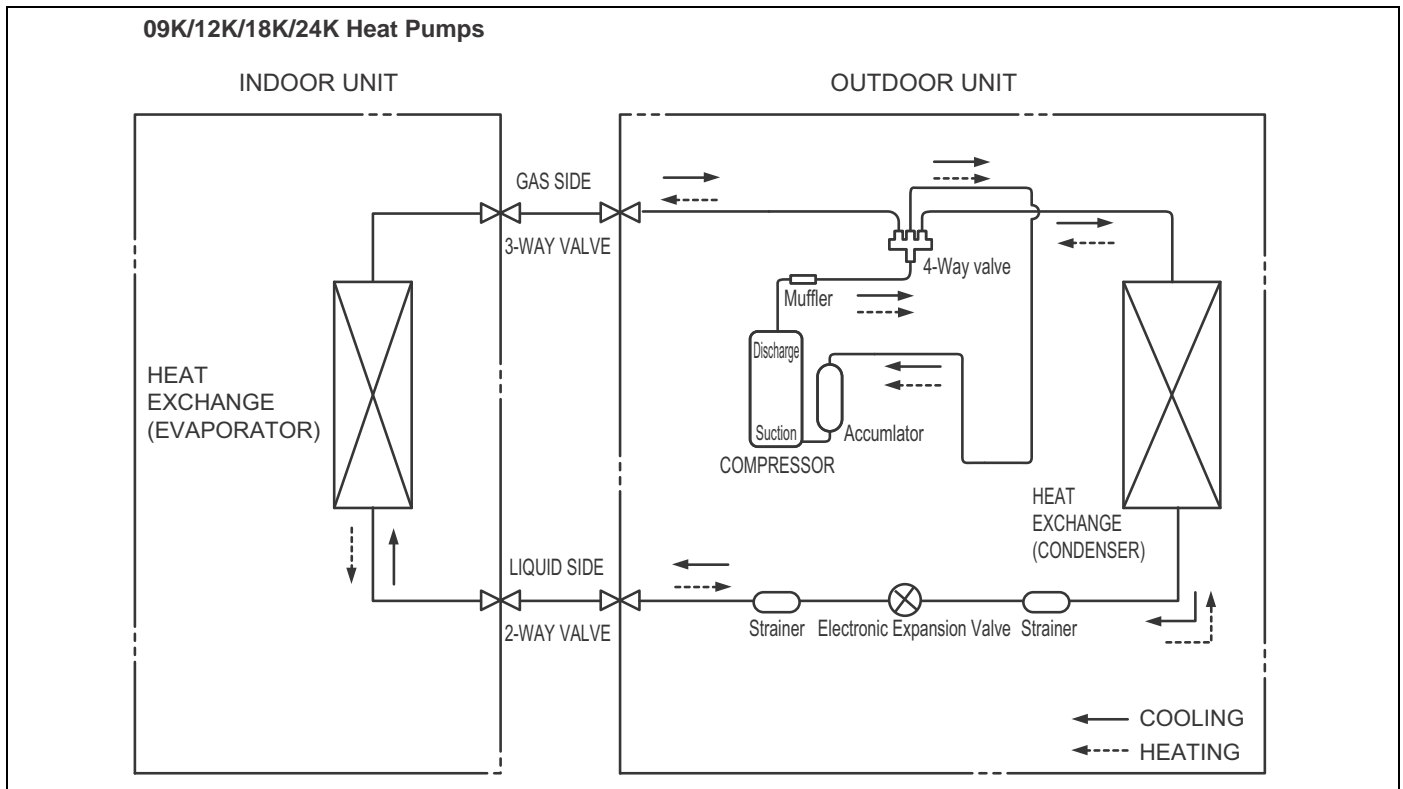 09K/12K/18K/24K Heat Pumps
INDOOR UNIT
OUTDOOR UNIT
GAS SIDE
3-WAY VALVE
4-Way valve
Muffler
Discharge
Suction
Accumlator
COMPRESSOR
HEAT
EXCHANGE
(EVAPORATOR)
HEAT
EXCHANGE
(CONDENSER)
LIQUID SIDE
2-WAY VALVE
Strainer
Electronic Expansion Valve
Strainer
COOLING
HEATING